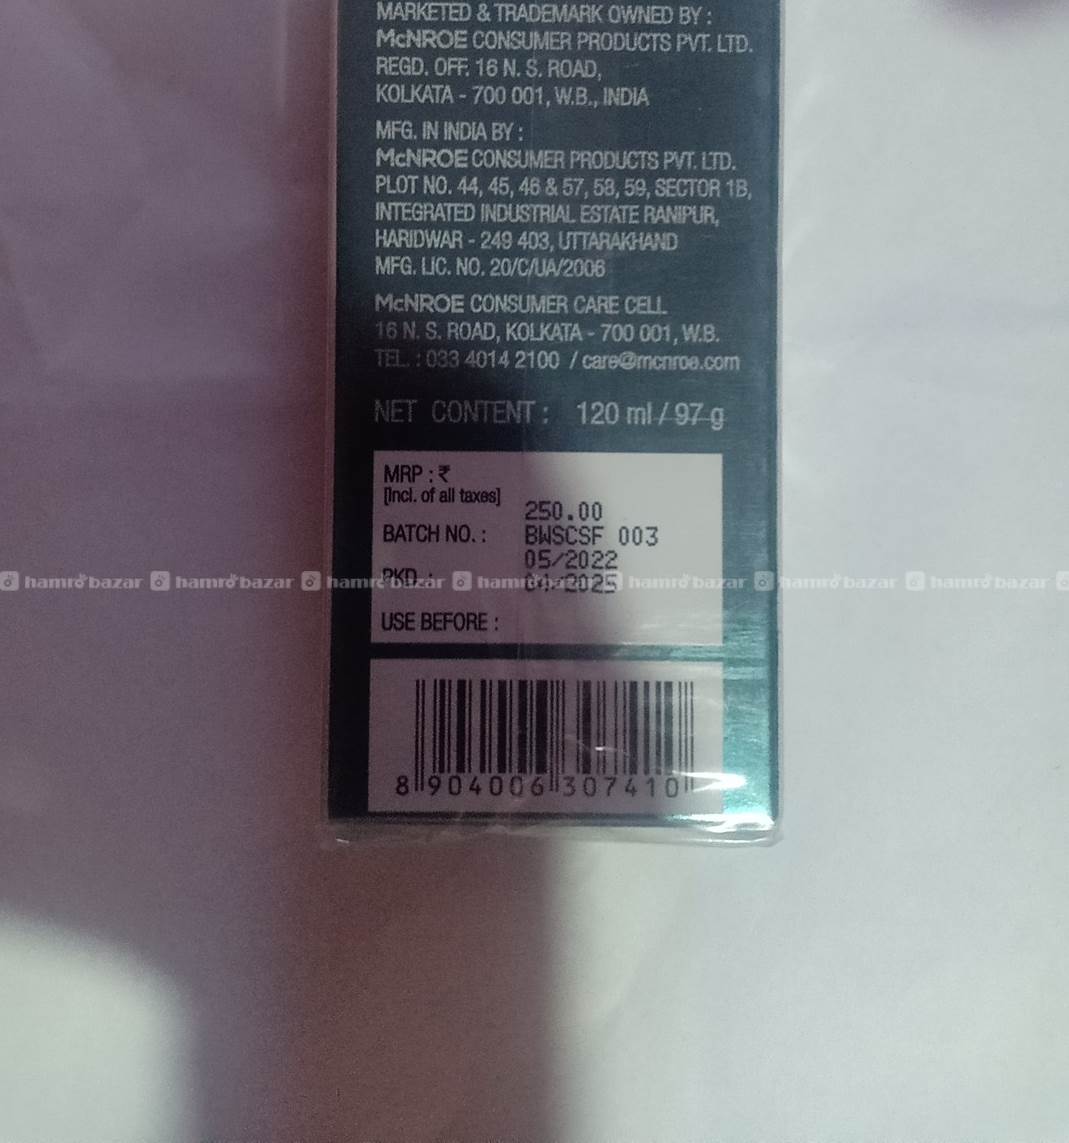 MARKETED & TRADEMARK OWNED BY :
McNROE CONSUMER PRODUCTS PVT. LTD.
REGD. OFF. 16 N. S. ROAD,
KOLKATA - 700 001, W.B., INDIA
MFG. IN INDIA BY :
McNROE CONSUMER PRODUCTS PVT. LTD.
PLOT NO. 44, 45, 46 & 57, 58, 59, SECTOR 1B,
INTEGRATED INDUSTRIAL ESTATE RANIPUR,
HARIDWAR - 249 403, UTTARAKHAND
MFG. LIC. NO. 20/C/UA/2006
McNROE CONSUMER CARE CELL
16 N. S. ROAD, KOLKATA - 700 001, W.B.
TEL. : 033 4014 2100 / care@mcnroe.com
NET CONTENT : 120 ml / 97 g
MRP : ₹
[Incl. of all taxes]
250.00
BATCH NO. : BWSCSF 003
05/2022
PKD. : 04/2025
hamrobazar hamrobazar hamrobazar hamrobazar hamrobazar hamrobazar hamrobazar
USE BEFORE :
8 904006 307410